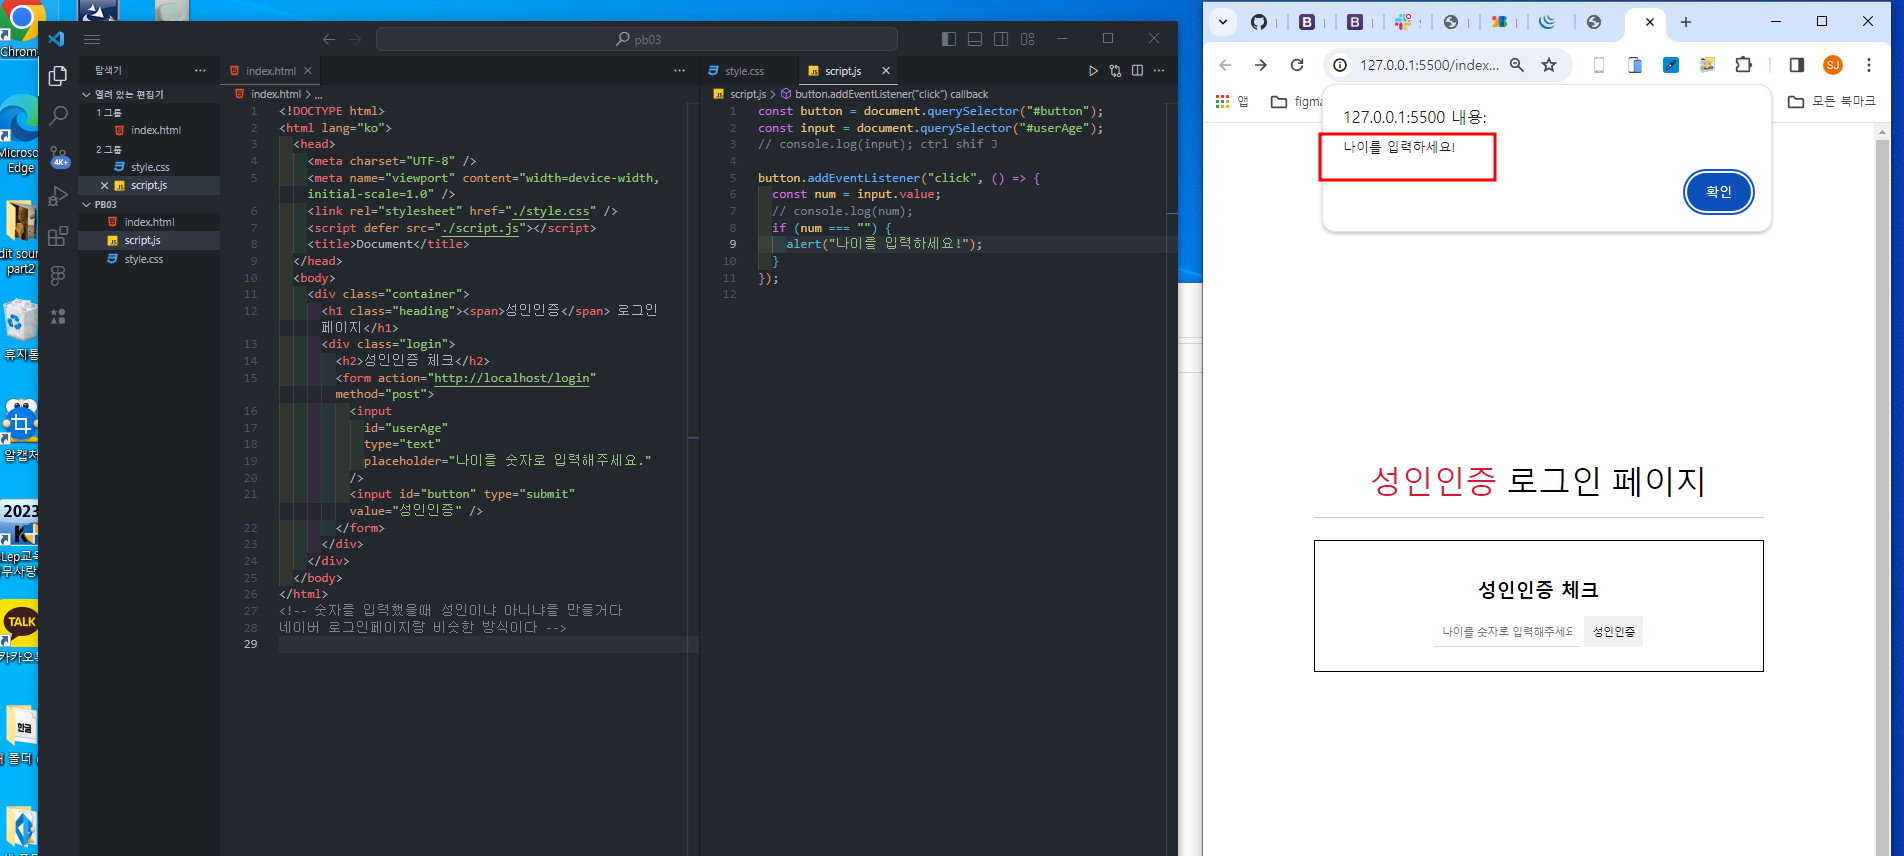 Chrom
Microso
Edge
dit sour
part2
휴지통
알캡처
2023
K
Lep교육
무사랑
TALK
카카오톡
한글
폴더
pb03
탐색기
열려 있는 편집기
1 그룹
index.html
2 그룹
style.css
script.js
PB03
index.html
script.js
style.css
4K+
index.html
index.html > ...
1 <!DOCTYPE html>
2 <html lang="ko">
3 <head>
4 <meta charset="UTF-8" />
5 <meta name="viewport" content="width=device-width,
initial-scale=1.0" />
6 <link rel="stylesheet" href="./style.css" />
7 <script defer src="./script.js"></script>
8 <title>Document</title>
9 </head>
10 <body>
11 <div class="container">
12 <h1 class="heading"><span>성인인증</span> 로그인
페이지</h1>
13 <div class="login">
14 <h2>성인인증 체크</h2>
15 <form action="http://localhost/login"
method="post">
16 <input
17 id="userAge"
18 type="text"
19 placeholder="나이를 숫자로 입력해주세요."
20 />
21 <input id="button" type="submit"
value="성인인증" />
22 </form>
23 </div>
24 </div>
25 </body>
26 </html>
27 <!-- 숫자를 입력했을때 성인이냐 아니냐를 만들거다
28 네이버 로그인페이지랑 비슷한 방식이다 -->
29
style.css
script.js
script.js > button.addEventListener("click") callback
1 const button = document.querySelector("#button");
2 const input = document.querySelector("#userAge");
3 // console.log(input); ctrl shif J
4
5 button.addEventListener("click", () => {
6 const num = input.value;
7 // console.log(num);
8 if (num === "") {
9 alert("나이를 입력하세요!");
10 }
11 });
12
127.0.0.1:5500/index...
SJ
앱
figma
모든 북마크
127.0.0.1:5500 내용:
나이를 입력하세요!
확인
성인인증 로그인 페이지
성인인증 체크
나이를 숫자로 입력해주세요
성인인증